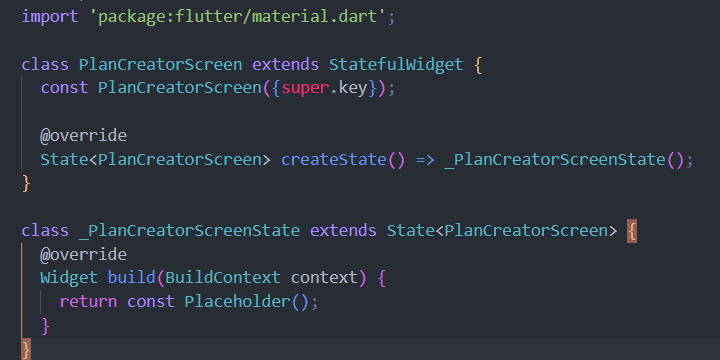 import 'package:flutter/material.dart';
class PlanCreatorScreen extends StatefulWidget {
const PlanCreatorScreen({super.key});
@override
State<PlanCreatorScreen> createState() => _PlanCreatorScreenState();
}
class _PlanCreatorScreenState extends State<PlanCreatorScreen> {
@override
Widget build(BuildContext context) {
return const Placeholder();
}
}